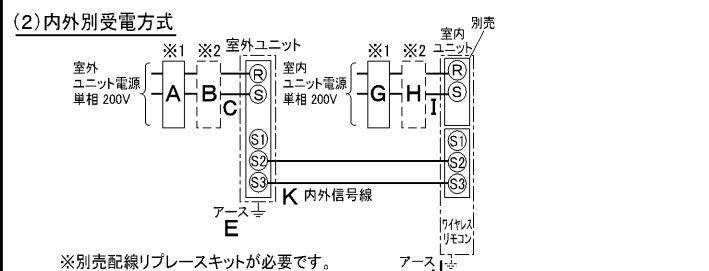 (2)内外別受電方式
別売
※1 ※2 室外ユニット
※1 ※2 室内ユニット
室外
ユニット電源
単相 200V
A B C
R
S
室内
ユニット電源
単相 200V
G H I
R
S
S1
S2
S3
S1
S2
S3
K 内外信号線
アース
E
ワイヤレス
リモコン
アース
J
※別売配線リプレースキットが必要です。